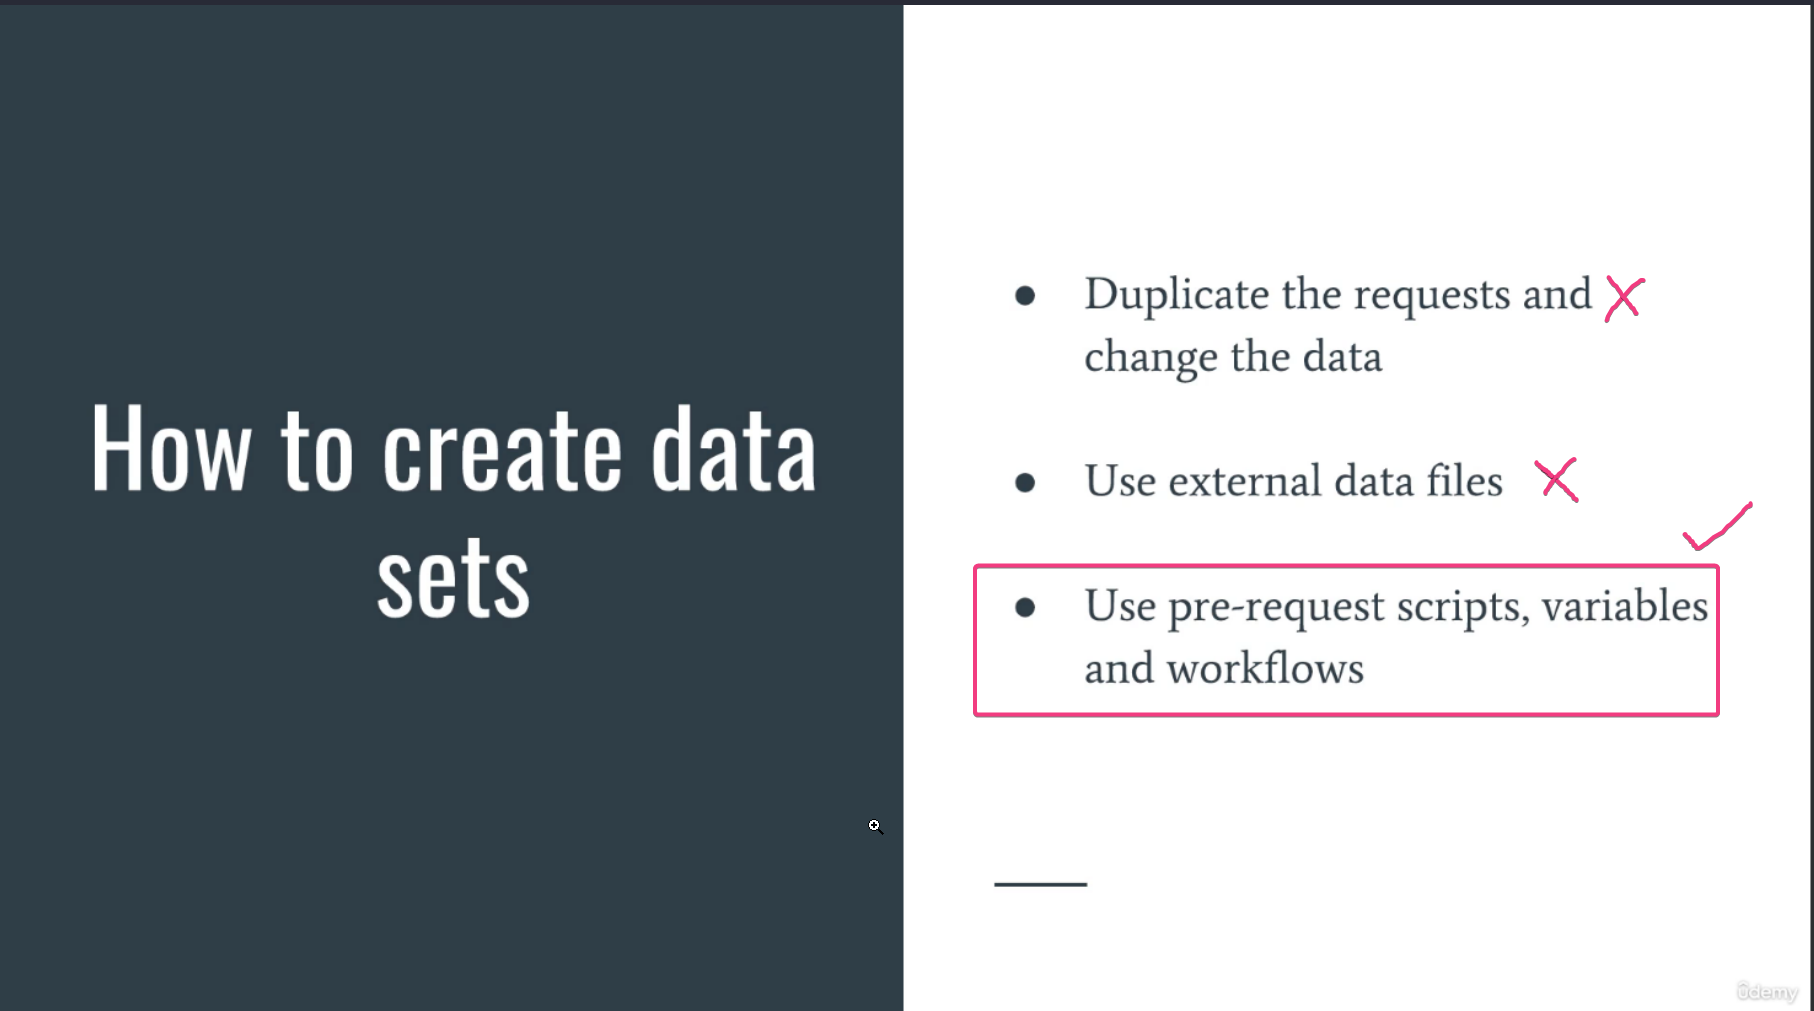 How to create data
sets
● Duplicate the requests and
change the data
● Use external data files
● Use pre-request scripts, variables
and workflows
ûdemy